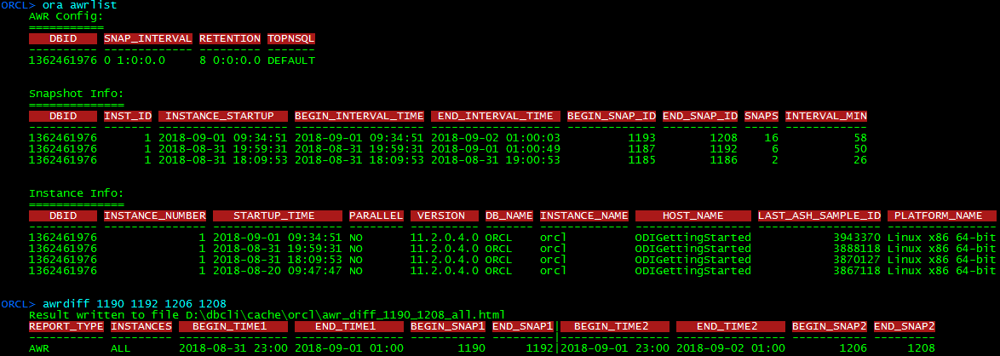 ORCL> ora awrlist
AWR Config:
===========
DBID SNAP_INTERVAL RETENTION TOPNSQL
---------- ------------- --------- -------
1362461976 0 1:0:0.0 8 0:0:0.0 DEFAULT
Snapshot Info:
==============
DBID INST_ID INSTANCE_STARTUP BEGIN_INTERVAL_TIME END_INTERVAL_TIME BEGIN_SNAP_ID END_SNAP_ID SNAPS INTERVAL_MIN
---------- ------- ------------------- ------------------- ------------------- ------------- ----------- ----- ------------
1362461976 1 2018-09-01 09:34:51 2018-09-01 09:34:51 2018-09-02 01:00:03 1193 1208 16 58
1362461976 1 2018-08-31 19:59:31 2018-08-31 19:59:31 2018-09-01 01:00:49 1187 1192 6 50
1362461976 1 2018-08-31 18:09:53 2018-08-31 18:09:53 2018-08-31 19:00:53 1185 1186 2 26
Instance Info:
==============
DBID INSTANCE_NUMBER STARTUP_TIME PARALLEL VERSION DB_NAME INSTANCE_NAME HOST_NAME LAST_ASH_SAMPLE_ID PLATFORM_NAME
---------- --------------- ------------------- -------- ---------- ------- ------------- ----------------- ------------------ ----------------
1362461976 1 2018-09-01 09:34:51 NO 11.2.0.4.0 ORCL orcl ODIGettingStarted 3943370 Linux x86 64-bit
1362461976 1 2018-08-31 19:59:31 NO 11.2.0.4.0 ORCL orcl ODIGettingStarted 3888118 Linux x86 64-bit
1362461976 1 2018-08-31 18:09:53 NO 11.2.0.4.0 ORCL orcl ODIGettingStarted 3870127 Linux x86 64-bit
1362461976 1 2018-08-20 09:47:47 NO 11.2.0.4.0 ORCL orcl ODIGettingStarted 3867118 Linux x86 64-bit
ORCL> awrdiff 1190 1192 1206 1208
Result written to file D:\dbcli\cache\orcl\awr_diff_1190_1208_all.html
REPORT_TYPE INSTANCES BEGIN_TIME1 END_TIME1 BEGIN_SNAP1 END_SNAP1|BEGIN_TIME2 END_TIME2 BEGIN_SNAP2 END_SNAP2
----------- --------- ---------------- ---------------- ----------- ---------|---------------- ---------------- ----------- ---------
AWR ALL 2018-08-31 23:00 2018-09-01 01:00 1190 1192|2018-09-01 23:00 2018-09-02 01:00 1206 1208